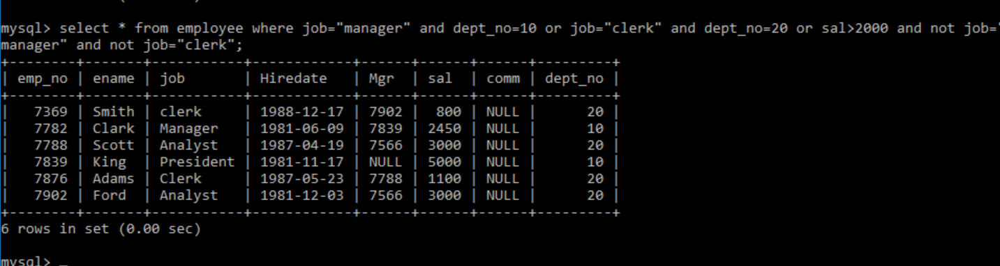 mysql> select * from employee where job="manager" and dept_no=10 or job="clerk" and dept_no=20 or sal>2000 and not job="
manager" and not job="clerk";
+--------+-------+-----------+------------+------+------+------+---------+
| emp_no | ename | job       | Hiredate   | Mgr  | sal  | comm | dept_no |
+--------+-------+-----------+------------+------+------+------+---------+
|   7369 | Smith | clerk     | 1988-12-17 | 7902 |  800 | NULL |      20 |
|   7782 | Clark | Manager   | 1981-06-09 | 7839 | 2450 | NULL |      10 |
|   7788 | Scott | Analyst   | 1987-04-19 | 7566 | 3000 | NULL |      20 |
|   7839 | King  | President | 1981-11-17 | NULL | 5000 | NULL |      10 |
|   7876 | Adams | Clerk     | 1987-05-23 | 7788 | 1100 | NULL |      20 |
|   7902 | Ford  | Analyst   | 1981-12-03 | 7566 | 3000 | NULL |      20 |
+--------+-------+-----------+------------+------+------+------+---------+
6 rows in set (0.00 sec)
mysql> _